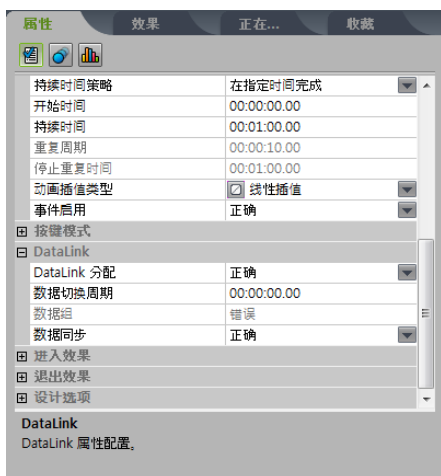 属性 效果 正在... 收藏
持续时间策略 在指定时间完成
开始时间 00:00:00.00
持续时间 00:01:00.00
重复周期 00:00:10.00
停止重复时间 00:01:00.00
动画插值类型 线性插值
事件启用 正确
按键模式
DataLink
DataLink 分配 正确
数据切换周期 00:00:00.00
数据组 错误
数据同步 正确
进入效果
退出效果
设计选项
DataLink
DataLink 属性配置。